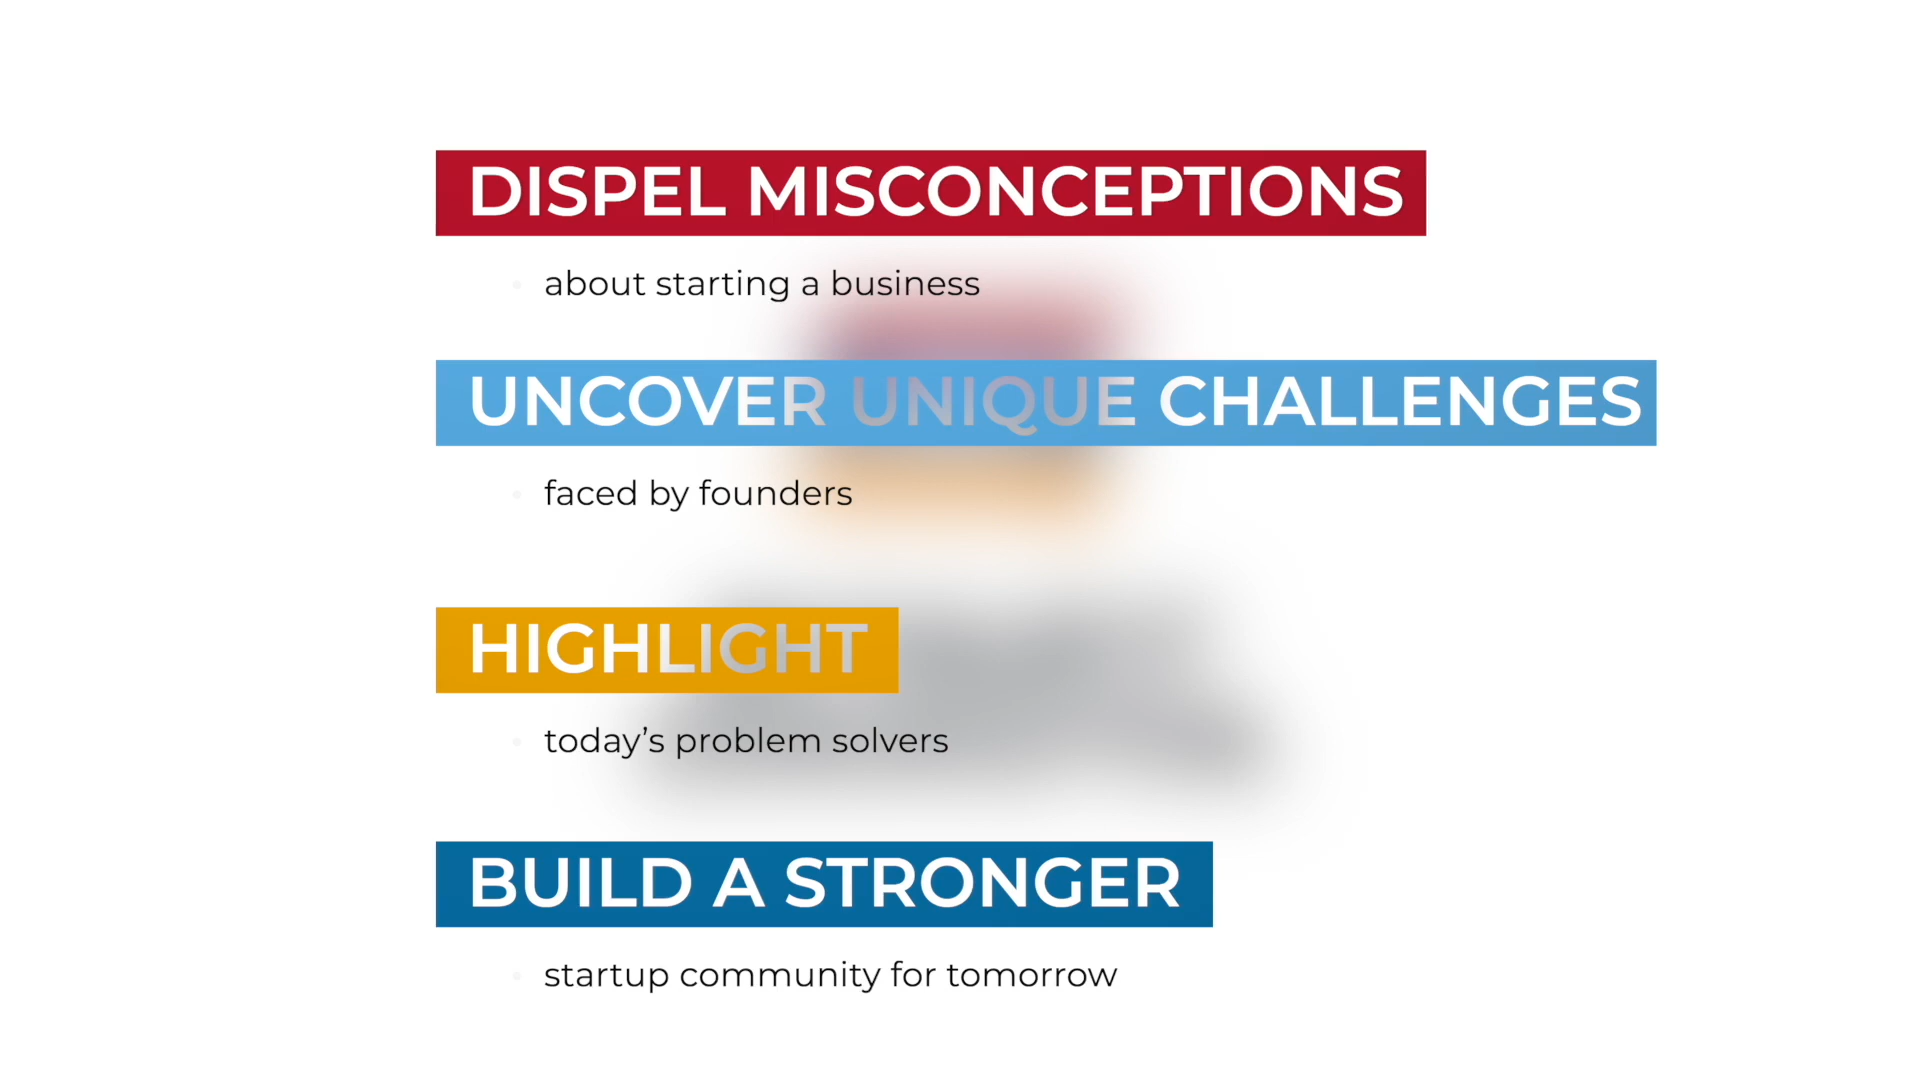 DISPEL MISCONCEPTIONS
about starting a business
UNCOVER UNIQUE CHALLENGES
faced by founders
HIGHLIGHT
today’s problem solvers
BUILD A STRONGER
startup community for tomorrow